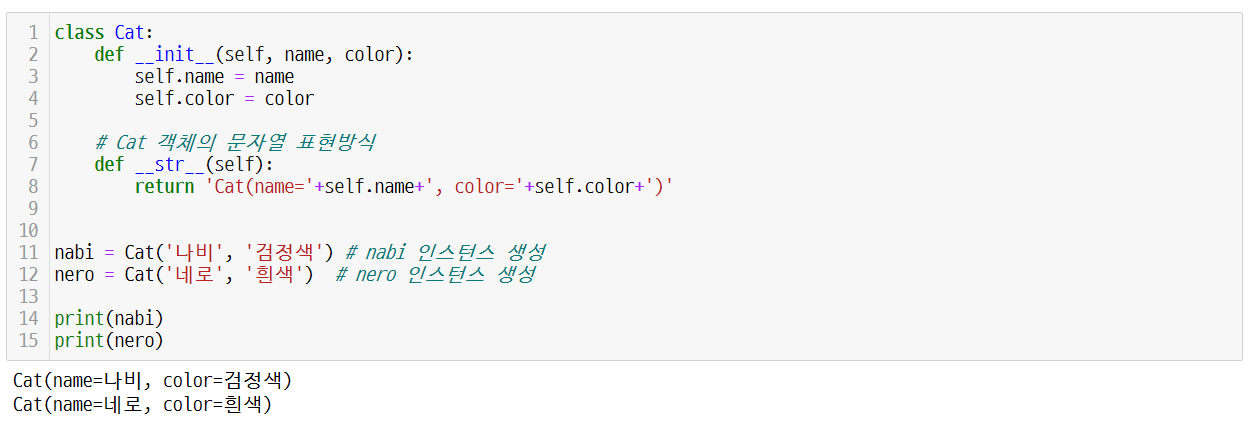 1 class Cat:
2     def __init__(self, name, color):
3         self.name = name
4         self.color = color
5
6     # Cat 객체의 문자열 표현방식
7     def __str__(self):
8         return 'Cat(name='+self.name+', color='+self.color+')'
9
10
11 nabi = Cat('나비', '검정색') # nabi 인스턴스 생성
12 nero = Cat('네로', '흰색')  # nero 인스턴스 생성
13
14 print(nabi)
15 print(nero)
Cat(name=나비, color=검정색)
Cat(name=네로, color=흰색)